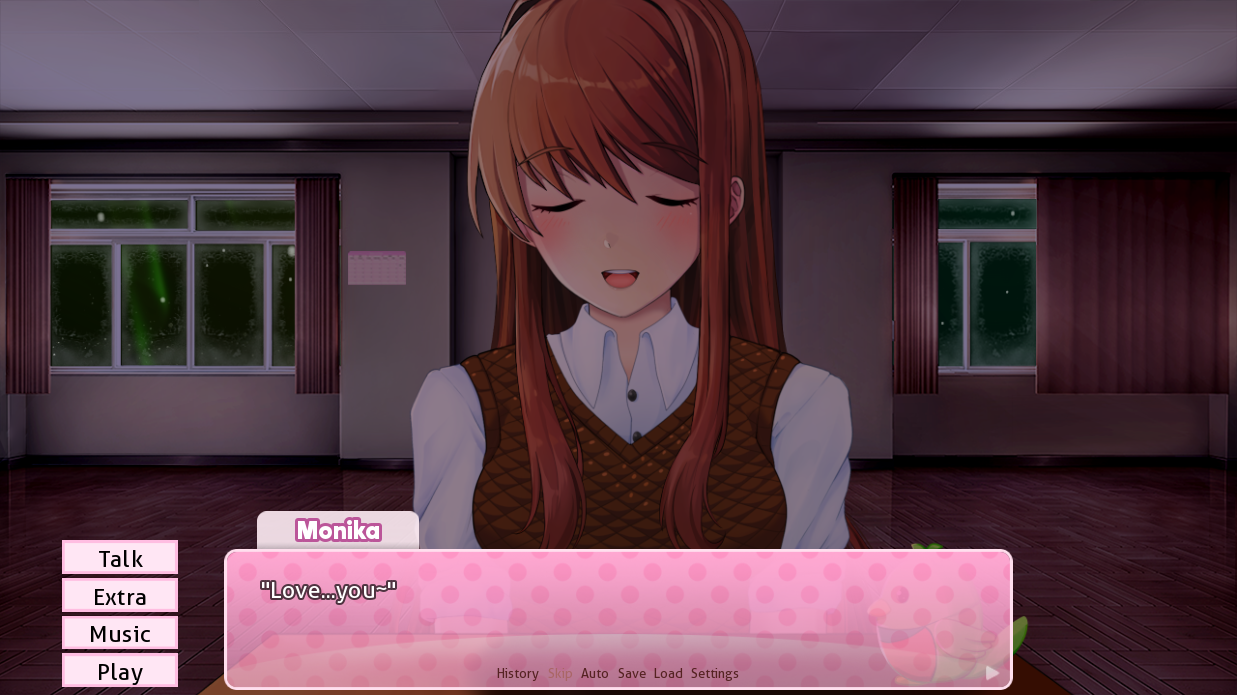 Monika
"Love...you~"
Talk
Extra
Music
Play
History Skip Auto Save Load Settings